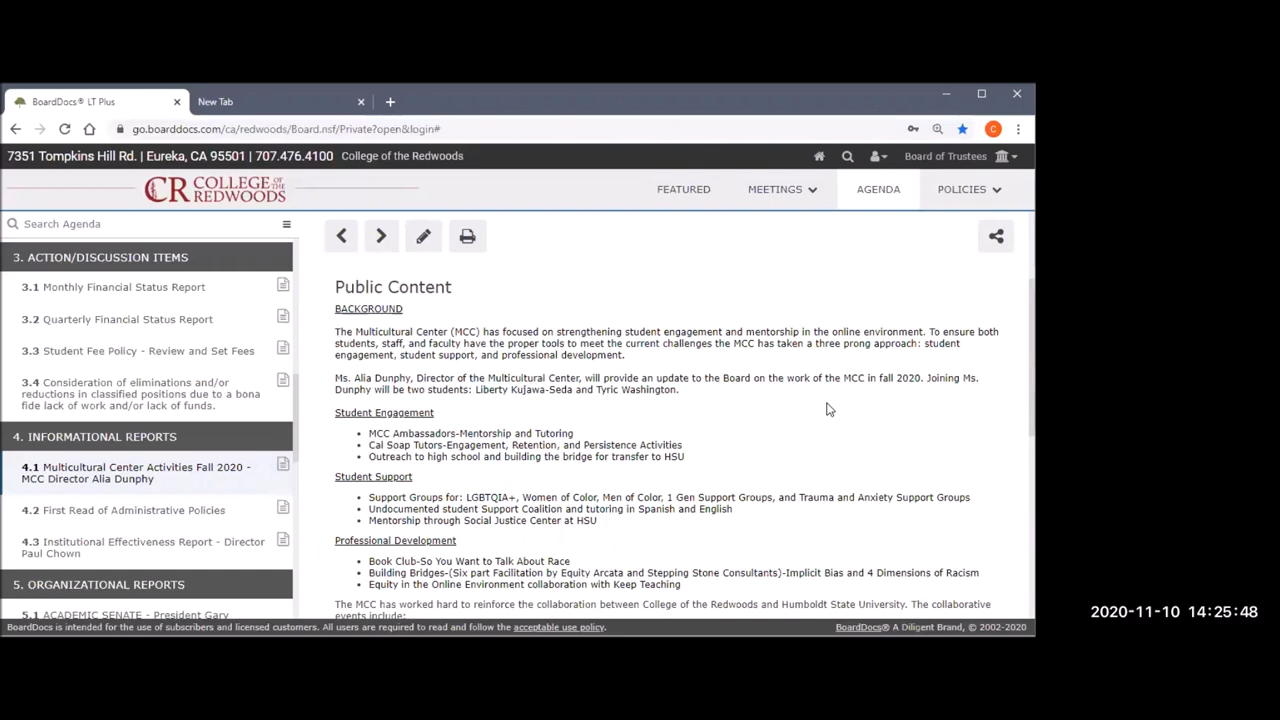 BoardDocs® LT Plus
New Tab
go.boarddocs.com/ca/redwoods/Board.nsf/Private?open&login#
C
7351 Tompkins Hill Rd. | Eureka, CA 95501 | 707.476.4100 College of the Redwoods
Board of Trustees
CR COLLEGE OF THE REDWOODS
FEATURED
MEETINGS
AGENDA
POLICIES
Search Agenda
3. ACTION/DISCUSSION ITEMS
3.1 Monthly Financial Status Report
3.2 Quarterly Financial Status Report
3.3 Student Fee Policy - Review and Set Fees
3.4 Consideration of eliminations and/or
reductions in classified positions due to a bona
fide lack of work and/or lack of funds.
4. INFORMATIONAL REPORTS
4.1 Multicultural Center Activities Fall 2020 -
MCC Director Alia Dunphy
4.2 First Read of Administrative Policies
4.3 Institutional Effectiveness Report - Director
Paul Chown
5. ORGANIZATIONAL REPORTS
5.1 ACADEMIC SENATE - President Gary
Public Content
BACKGROUND
The Multicultural Center (MCC) has focused on strengthening student engagement and mentorship in the online environment. To ensure both
students, staff, and faculty have the proper tools to meet the current challenges the MCC has taken a three prong approach: student
engagement, student support, and professional development.
Ms. Alia Dunphy, Director of the Multicultural Center, will provide an update to the Board on the work of the MCC in fall 2020. Joining Ms.
Dunphy will be two students: Liberty Kujawa-Seda and Tyric Washington.
Student Engagement
• MCC Ambassadors-Mentorship and Tutoring
• Cal Soap Tutors-Engagement, Retention, and Persistence Activities
• Outreach to high school and building the bridge for transfer to HSU
Student Support
• Support Groups for: LGBTQIA+, Women of Color, Men of Color, 1 Gen Support Groups, and Trauma and Anxiety Support Groups
• Undocumented student Support Coalition and tutoring in Spanish and English
• Mentorship through Social Justice Center at HSU
Professional Development
• Book Club-So You Want to Talk About Race
• Building Bridges-(Six part Facilitation by Equity Arcata and Stepping Stone Consultants)-Implicit Bias and 4 Dimensions of Racism
• Equity in the Online Environment collaboration with Keep Teaching
The MCC has worked hard to reinforce the collaboration between College of the Redwoods and Humboldt State University. The collaborative
events include:
BoardDocs is intended for the use of subscribers and licensed customers. All users are required to read and follow the acceptable use policy.
BoardDocs® A Diligent Brand, © 2002-2020
2020-11-10 14:25:48